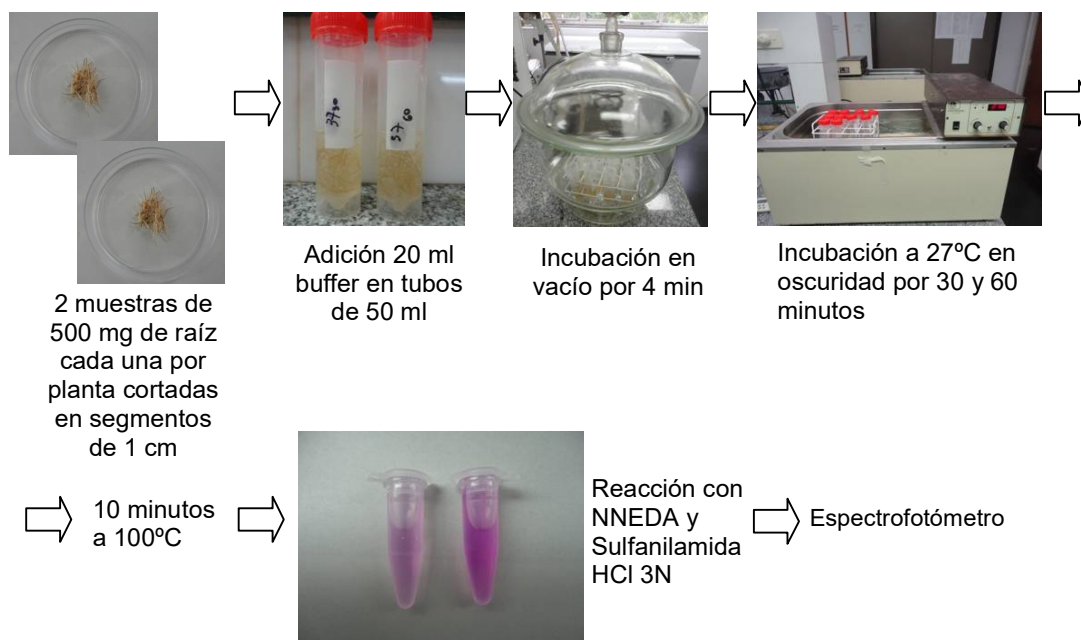 Adición 20 ml
buffer en tubos
de 50 ml
Incubación en
vacío por 4 min
Incubación a 27ºC en
oscuridad por 30 y 60
minutos
2 muestras de
500 mg de raíz
cada una por
planta cortadas
en segmentos
de 1 cm
10 minutos
a 100ºC
Reacción con
NNEDA y
Sulfanilamida
HCl 3N
Espectrofotómetro